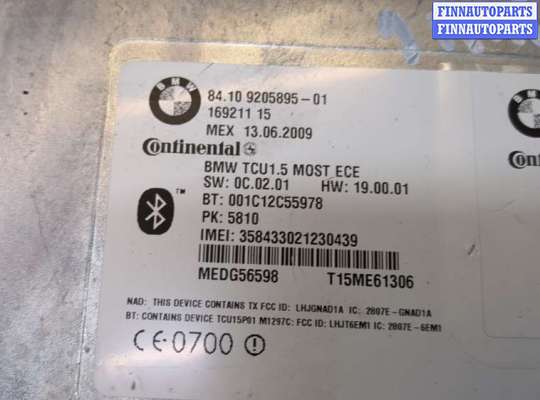 FINNAUTOPARTS
FINNAUTOPARTS
BMW
84.10 9205895-01
169211 15
MEX 13.06.2009
Continental
BMW TCU1.5 MOST ECE
SW: 0C.02.01 HW: 19.00.01
BT: 001C12C55978
PK: 5810
IMEI: 358433021230439
MEDG56598 T15ME61306
NAD: THIS DEVICE CONTAINS TX FCC ID: LHJGNAD1A IC: 2807E-GNAD1A
BT: CONTAINS DEVICE TCU15P01 M1297C: FCC ID: LHJT6EM1 IC: 2807E-6EM1
CE0700